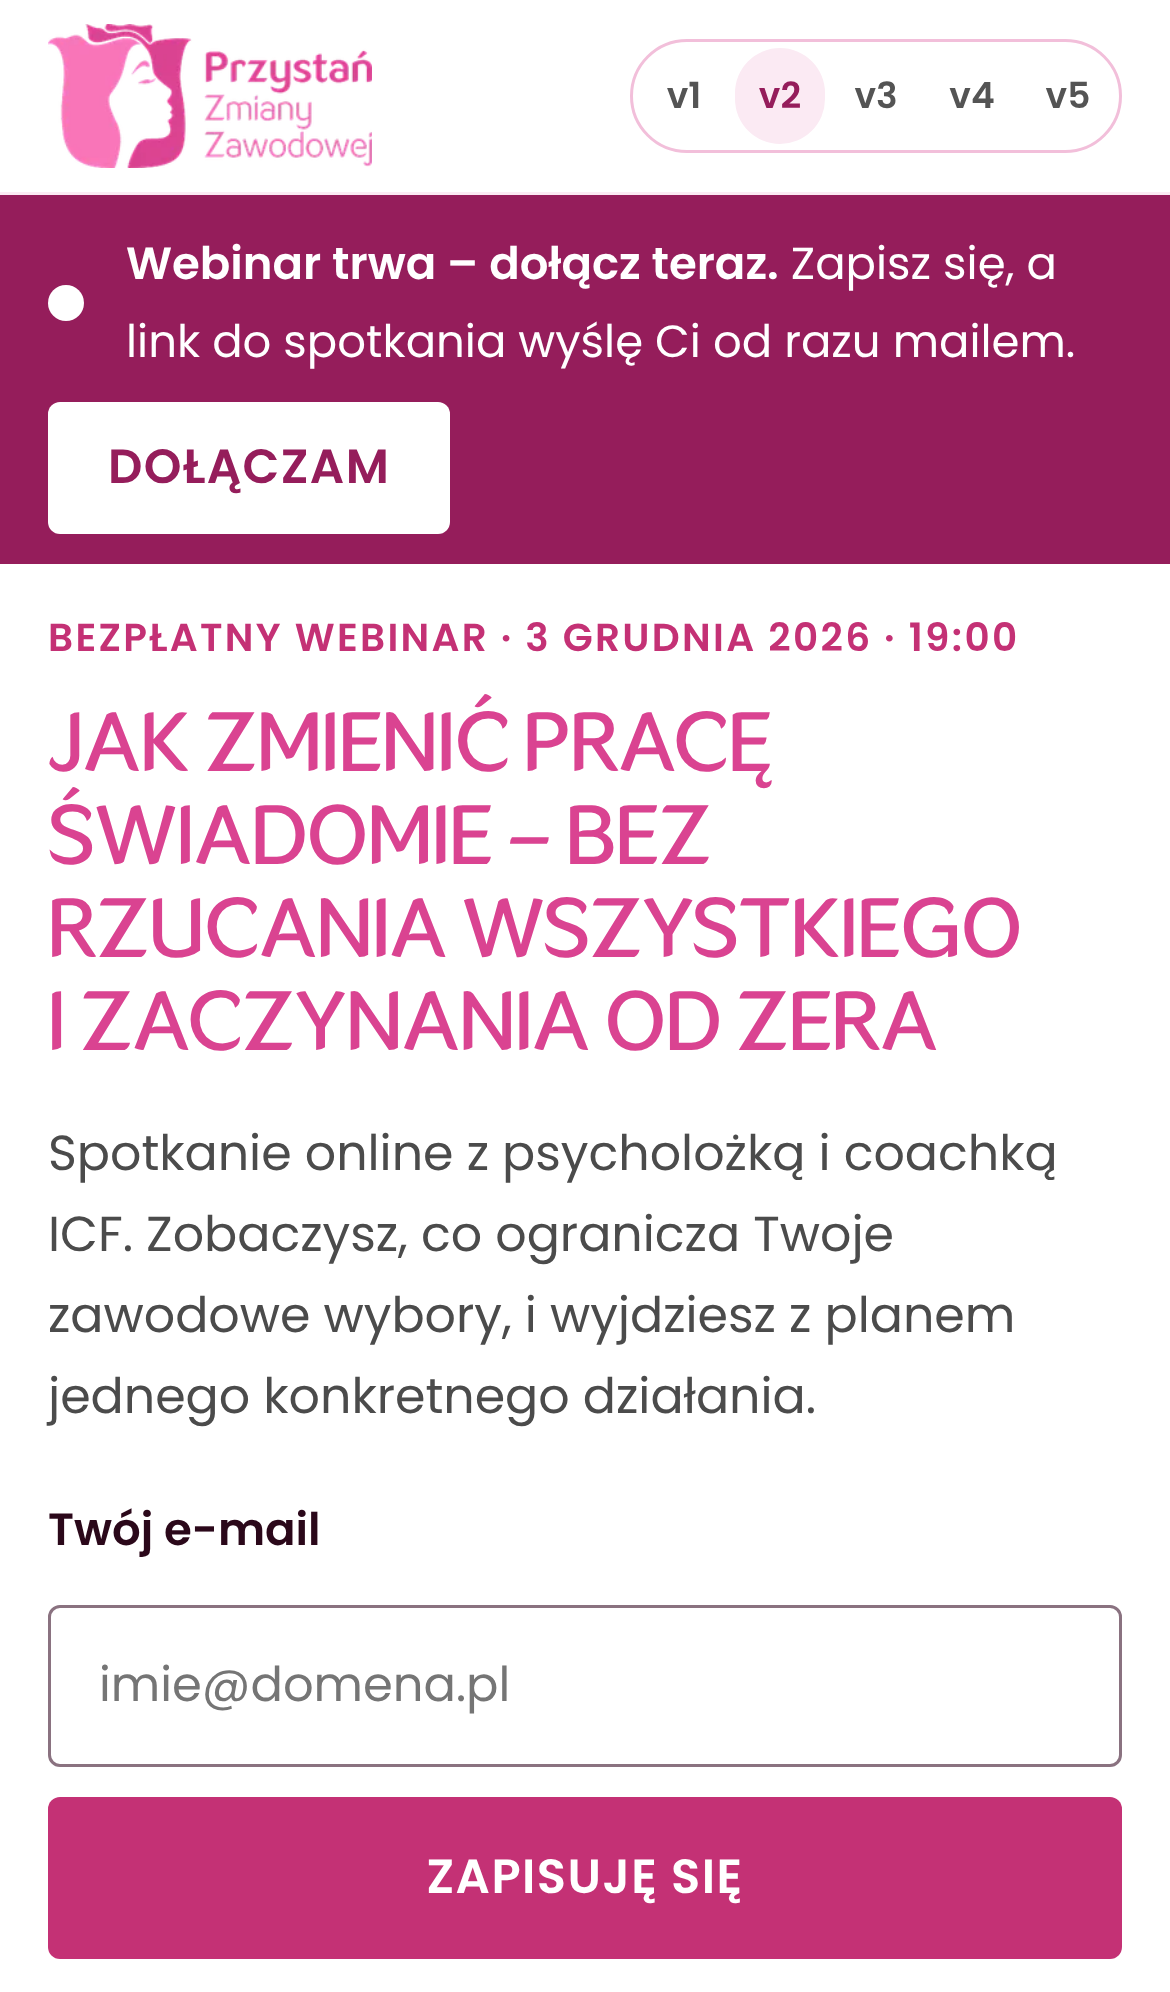 Przystań
Zmiany
Zawodowej
v1 v2 v3 v4 v5
Webinar trwa – dołącz teraz. Zapisz się, a
link do spotkania wyślę Ci od razu mailem.
DOŁĄCZAM
BEZPŁATNY WEBINAR · 3 GRUDNIA 2026 · 19:00
JAK ZMIENIĆ PRACĘ
ŚWIADOMIE – BEZ
RZUCANIA WSZYSTKIEGO
I ZACZYNANIA OD ZERA
Spotkanie online z psycholożką i coachką
ICF. Zobaczysz, co ogranicza Twoje
zawodowe wybory, i wyjdziesz z planem
jednego konkretnego działania.
Twój e-mail
imie@domena.pl
ZAPISUJĘ SIĘ